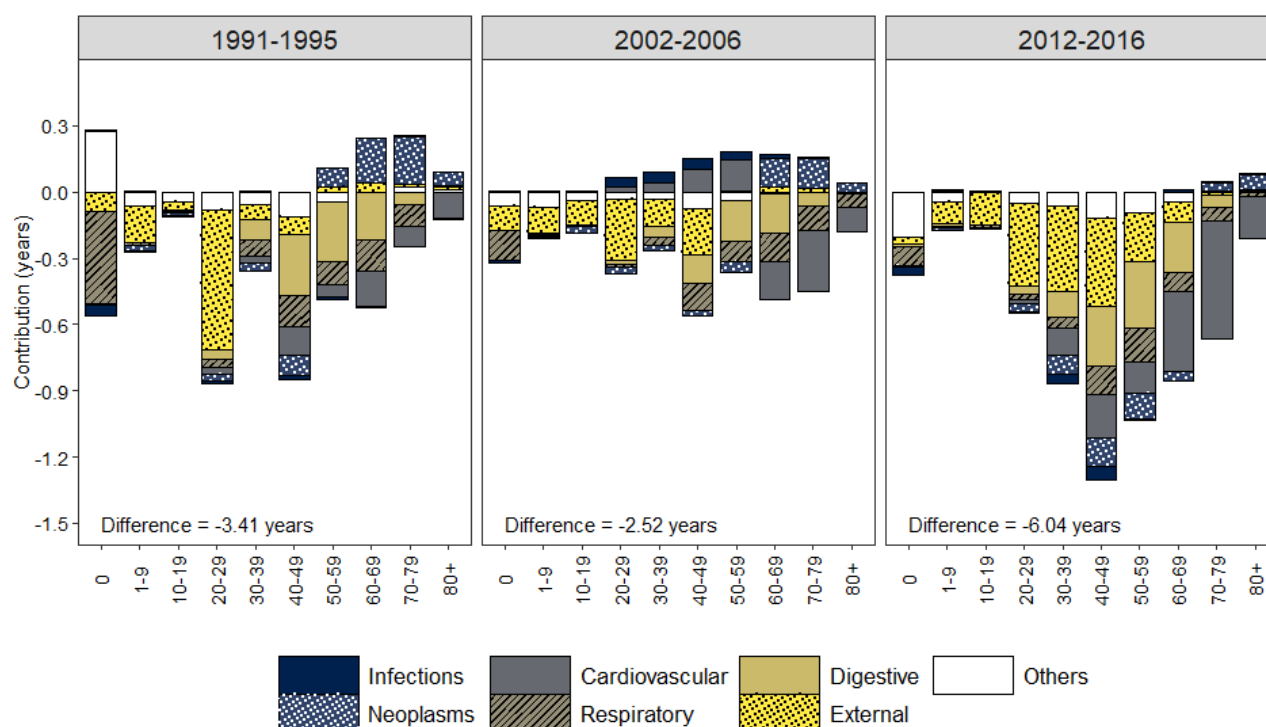 1991-1995
2002-2006
2012-2016
Contribution (years)
0.3
0.0
-0.3
-0.6
-0.9
-1.2
-1.5
Difference = -3.41 years
Difference = -2.52 years
Difference = -6.04 years
0 1-9 10-19 20-29 30-39 40-49 50-59 60-69 70-79 80+
0 1-9 10-19 20-29 30-39 40-49 50-59 60-69 70-79 80+
0 1-9 10-19 20-29 30-39 40-49 50-59 60-69 70-79 80+
Infections Cardiovascular Digestive Others
Neoplasms Respiratory External